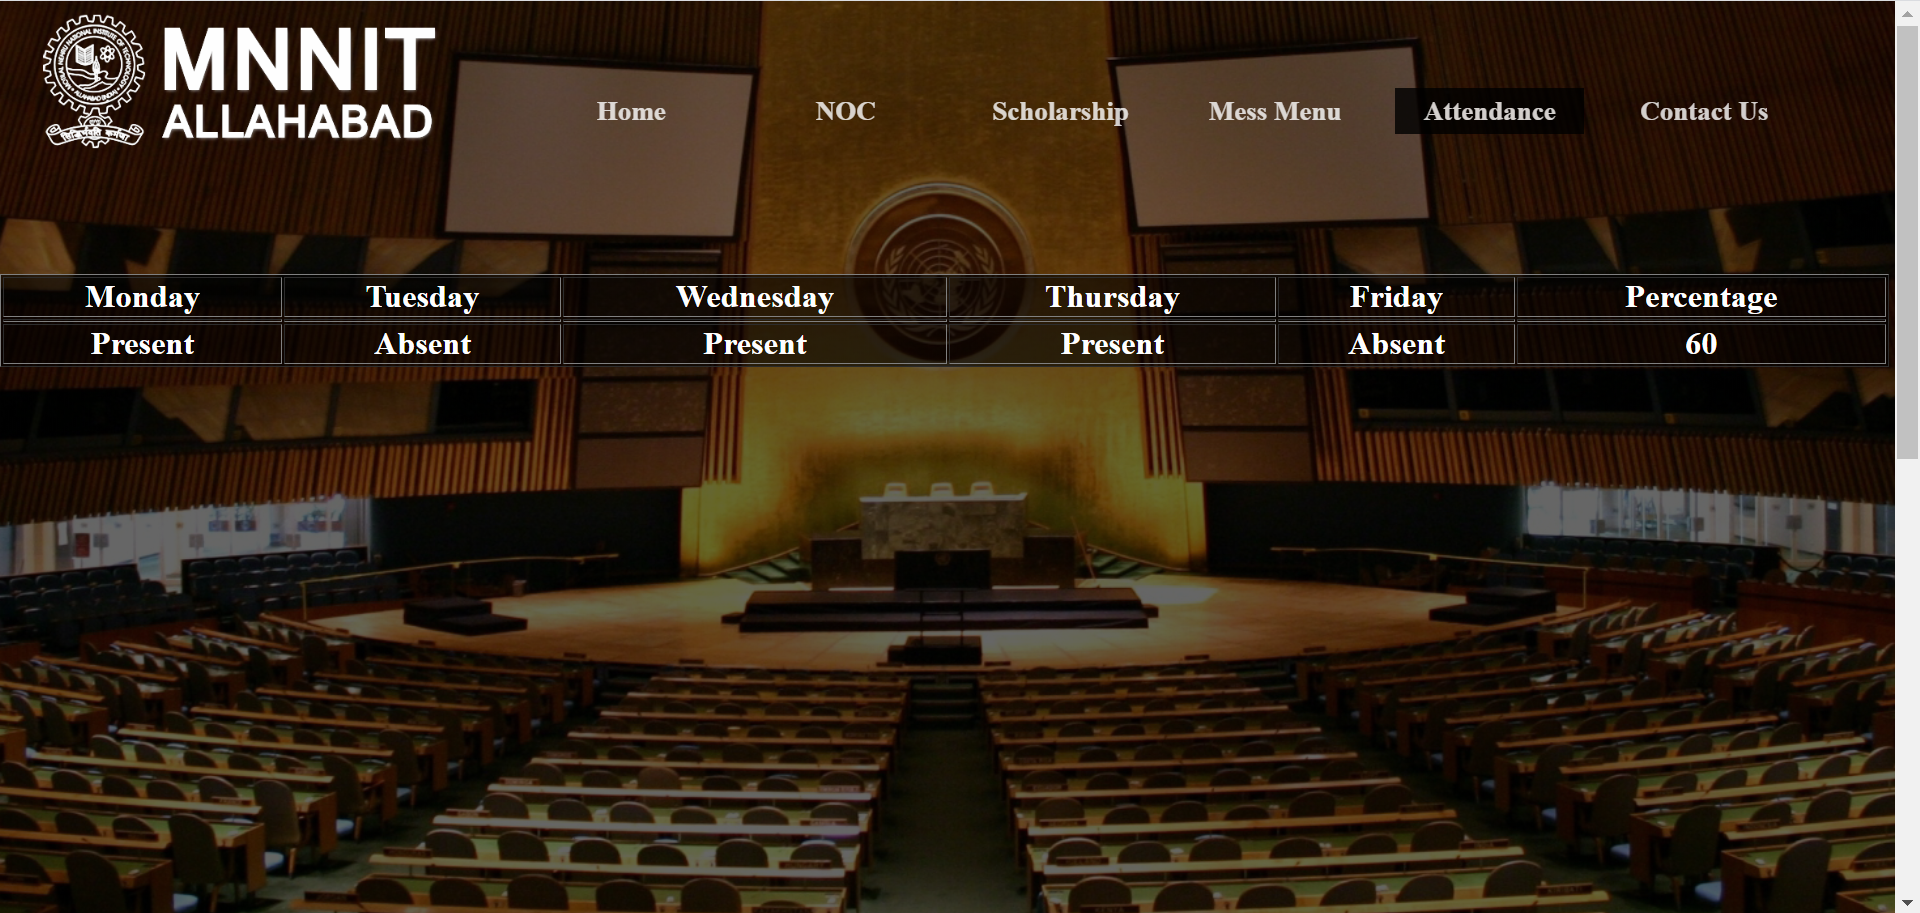 MNNIT
ALLAHABAD
Home NOC Scholarship Mess Menu Attendance Contact Us
Monday Tuesday Wednesday Thursday Friday Percentage
Present Absent Present Present Absent 60